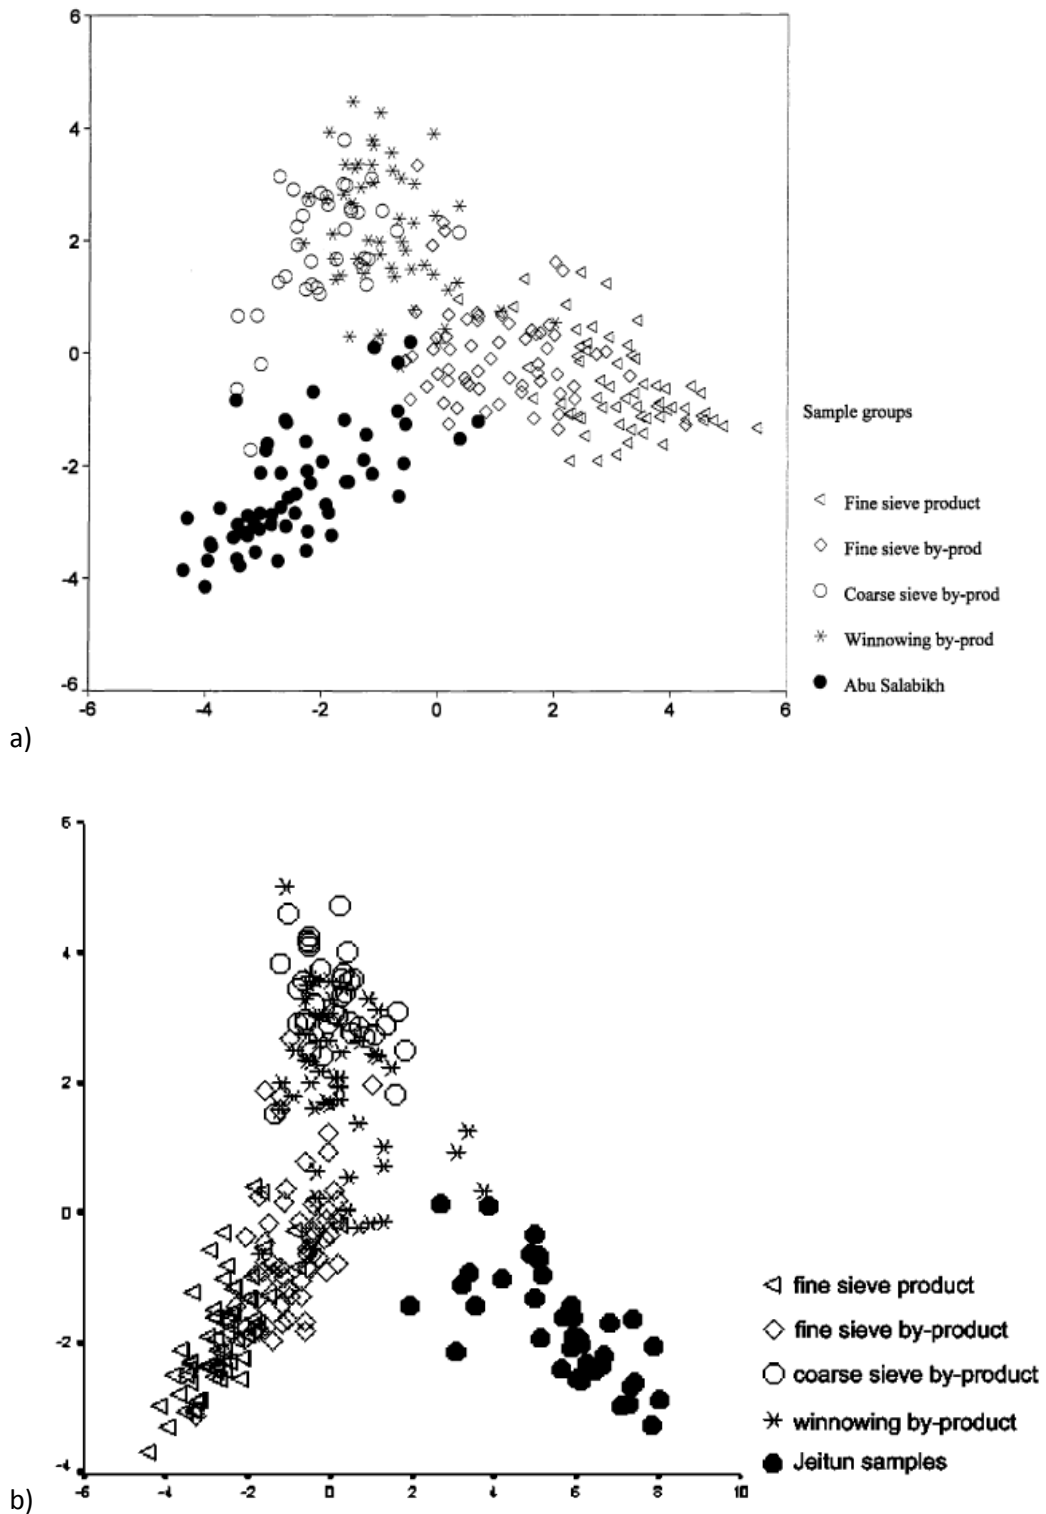 6
4
2
0
-2
-4
-6
-6 -4 -2 0 2 4 6
Sample groups
Fine sieve product
Fine sieve by-prod
Coarse sieve by-prod
Winnowing by-prod
Abu Salabikh
a)
6
4
2
0
-2
-4
-6 -4 -2 0 2 4 6 8 10
fine sieve product
fine sieve by-product
coarse sieve by-product
winnowing by-product
Jeitun samples
b)